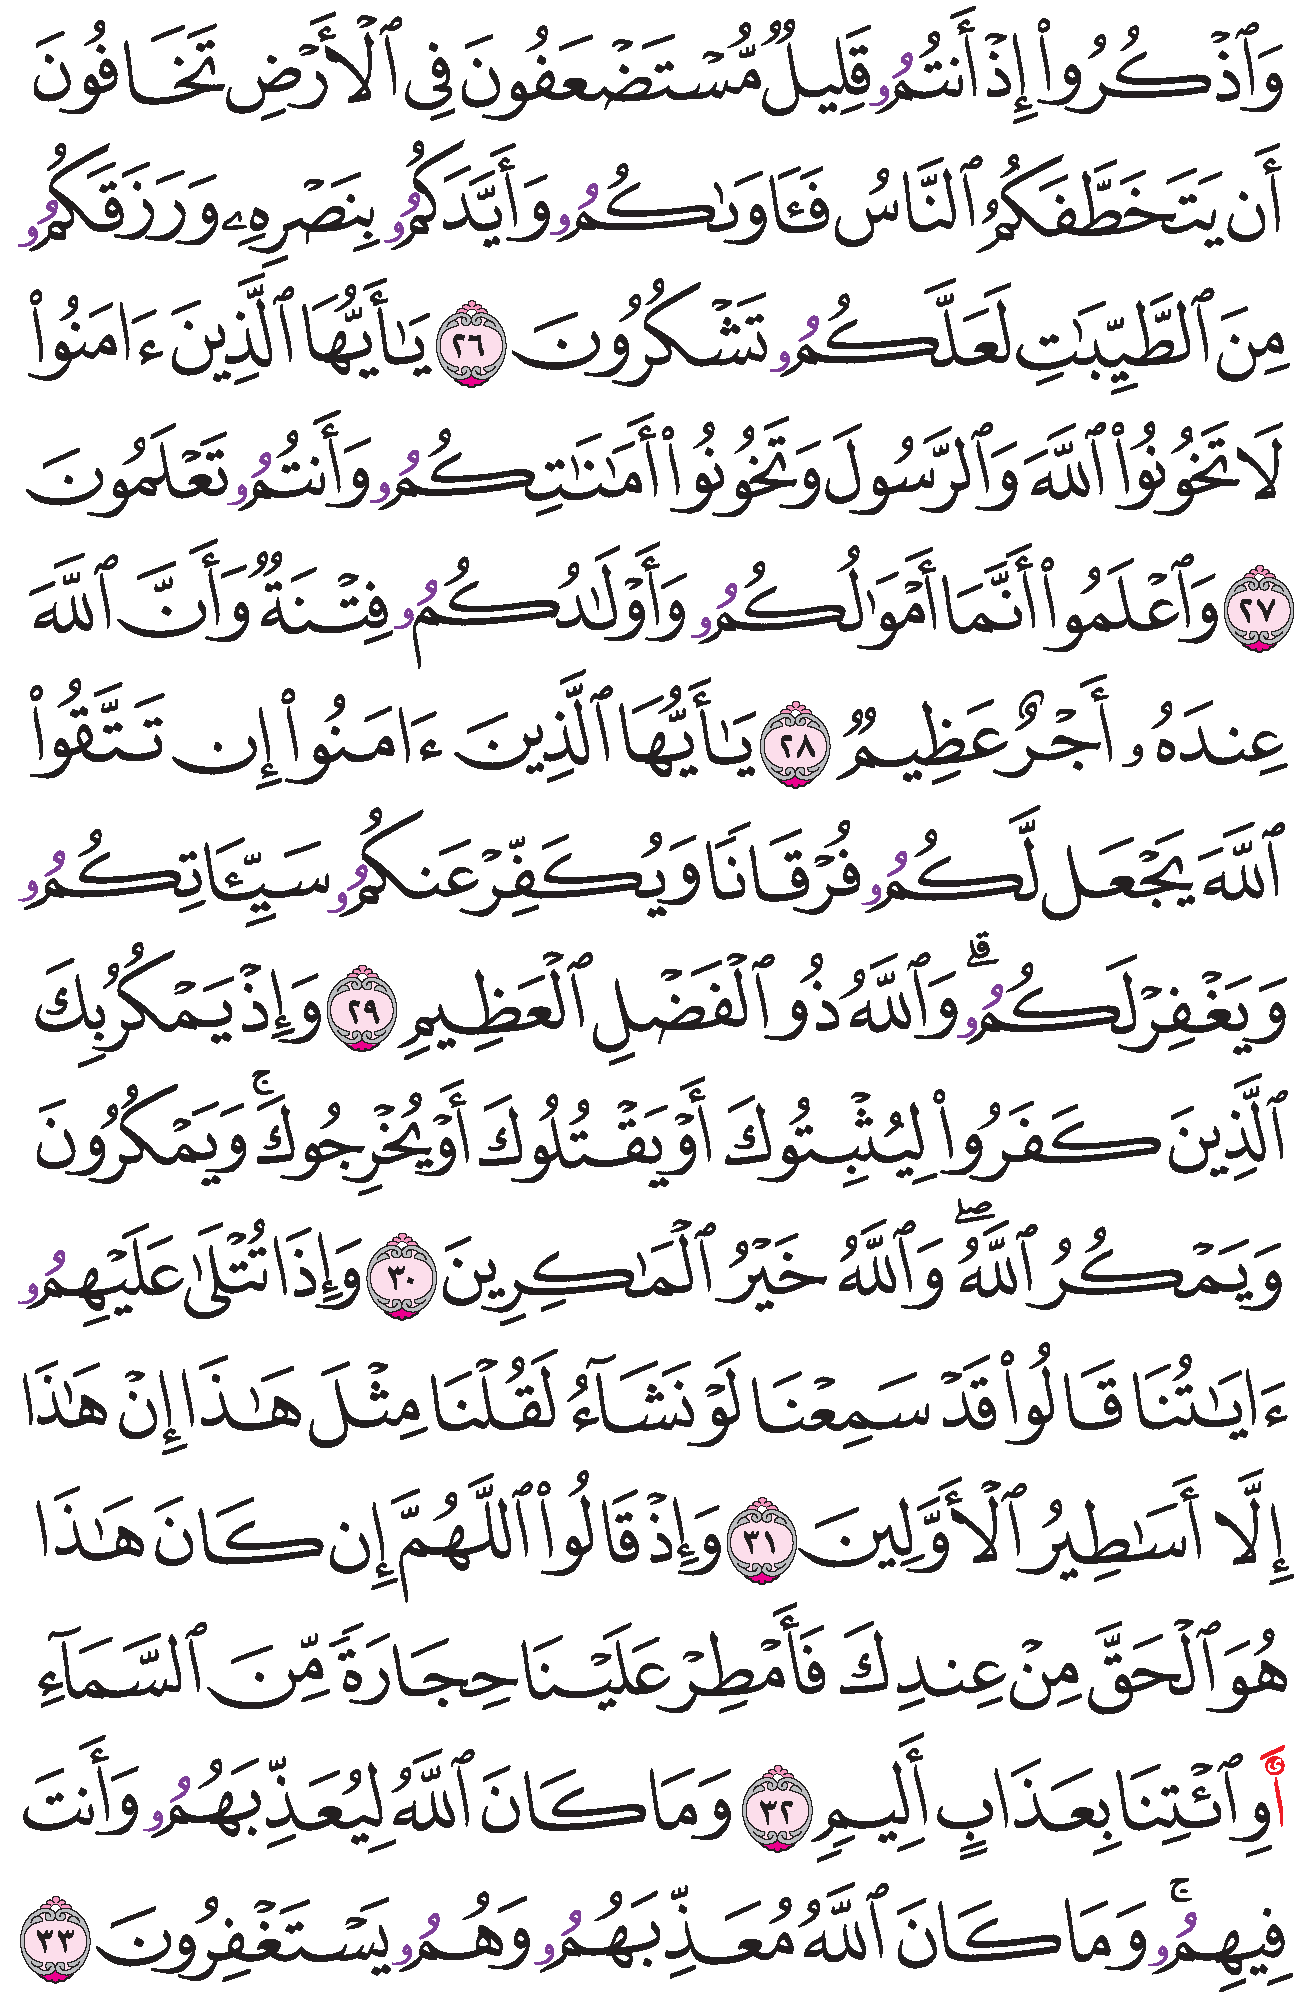 وَٱذْكُرُوا۟ إِذْ أَنتُمُۥ قَلِيلٌ مُّسْتَضْعَفُونَ فِى ٱلْأَرْضِ تَخَافُونَ
أَن يَتَخَطَّفَكُمُ ٱلنَّاسُ فَـَٔاوَىٰكُمُۥ وَأَيَّدَكُمُۥ بِنَصْرِهِۦ وَرَزَقَكُمُۥ
مِنَ ٱلطَّيِّبَـٰتِ لَعَلَّكُمُۥ تَشْكُرُونَ ٢٦ يَـٰٓأَيُّهَا ٱلَّذِينَ ءَامَنُوا۟
لَا تَخُونُوا۟ ٱللَّهَ وَٱلرَّسُولَ وَتَخُونُوا۟ أَمَـٰنَـٰتِكُمُۥ وَأَنتُمُۥ تَعْلَمُونَ
٢٧ وَٱعْلَمُوا۟ أَنَّمَا أَمْوَٰلُكُمُۥ وَأَوْلَـٰدُكُمُۥ فِتْنَةٌ وَأَنَّ ٱللَّهَ
عِندَهُۥ أَجْرٌ عَظِيمٌ ٢٨ يَـٰأَيُّهَا ٱلَّذِينَ ءَامَنُوا۟ إِن تَتَّقُوا۟
ٱللَّهَ يَجْعَل لَّكُمُۥ فُرْقَانًا وَيُكَفِّرْ عَنكُمُۥ سَيِّـَٔاتِكُمُۥ
وَيَغْفِرْ لَكُمُۥ ۗ وَٱللَّهُ ذُو ٱلْفَضْلِ ٱلْعَظِيمِ ٢٩ وَإِذْ يَمْكُرُ بِكَ
ٱلَّذِينَ كَفَرُوا۟ لِيُثْبِتُوكَ أَوْ يَقْتُلُوكَ أَوْ يُخْرِجُوكَ ۚ وَيَمْكُرُونَ
وَيَمْكُرُ ٱللَّهُ ۖ وَٱللَّهُ خَيْرُ ٱلْمَـٰكِرِينَ ٣٠ وَإِذَا تُتْلَىٰ عَلَيْهِمُۥ
ءَايَـٰتُنَا قَالُوا۟ قَدْ سَمِعْنَا لَوْ نَشَآءُ لَقُلْنَا مِثْلَ هَـٰذَا إِنْ هَـٰذَا
إِلَّا أَسَـٰطِيرُ ٱلْأَوَّلِينَ ٣١ وَإِذْ قَالُوا۟ ٱللَّهُمَّ إِن كَانَ هَـٰذَا
هُوَ ٱلْحَقَّ مِنْ عِندِكَ فَأَمْطِرْ عَلَيْنَا حِجَارَةً مِّنَ ٱلسَّمَآءِ
أَوِ ٱئْتِنَا بِعَذَابٍ أَلِيمٍ ٣٢ وَمَا كَانَ ٱللَّهُ لِيُعَذِّبَهُمُۥ وَأَنتَ
فِيهِمُۥ ۚ وَمَا كَانَ ٱللَّهُ مُعَذِّبَهُمُۥ وَهُمُۥ يَسْتَغْفِرُونَ ٣٣